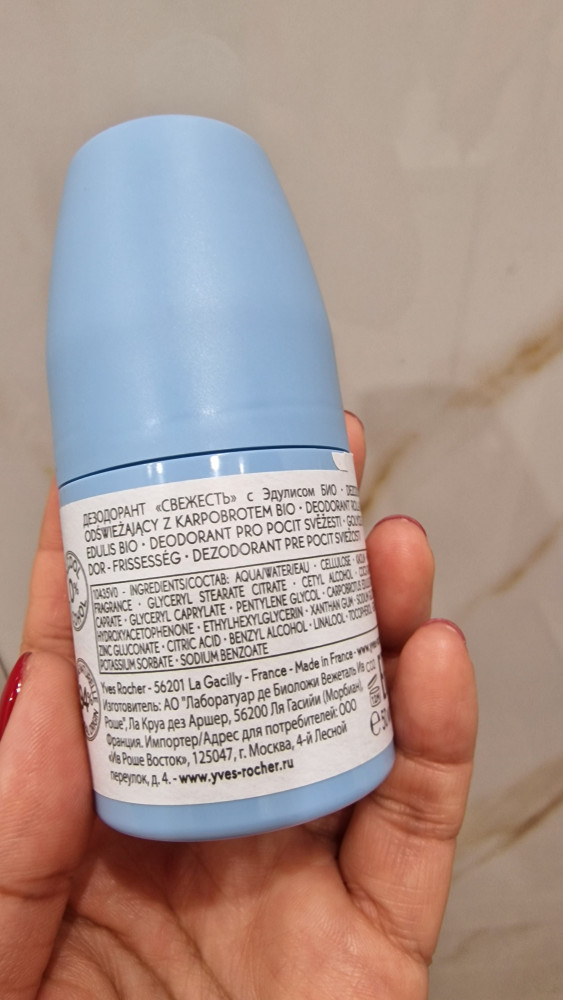 ДЕЗОДОРАНТ «СВЕЖЕСТЬ» с Эдулисом БИО •
ODŚWIEŻAJĄCY Z KARPOBROTEM BIO • DEODORANT
EDULIS BIO • DEODORANT PRO POCIT SVĚŽESTI •
DOR - FRISSESSÉG • DEZODORANT PRE POCIT SVIEŽOSTI
10435V0 - INGREDIENTS/СОСТАВ: AQUA/WATER/EAU • CELLULOSE •
FRAGRANCE • GLYCERYL STEARATE CITRATE • CETYL ALCOHOL •
CAPRATE • GLYCERYL CAPRYLATE • PENTYLENE GLYCOL • CARPOBROTUS
HYDROXYACETOPHENONE • ETHYLHEXYLGLYCERIN • XANTHAN GUM •
ZINC GLUCONATE • CITRIC ACID • BENZYL ALCOHOL • LINALOOL •
POTASSIUM SORBATE • SODIUM BENZOATE
Yves Rocher - 56201 La Gacilly - France - Made in France -
Изготовитель: АО "Лаборатуар де Биоложи Вежеталь Ив
Роше", Ла Круа дез Аршер, 56200 Ля Гасийи (Морбиан),
Франция. Импортер/Адрес для потребителей: ООО
«Ив Роше Восток», 125047, г. Москва, 4-й Лесной
переулок, д. 4. - www.yves-rocher.ru